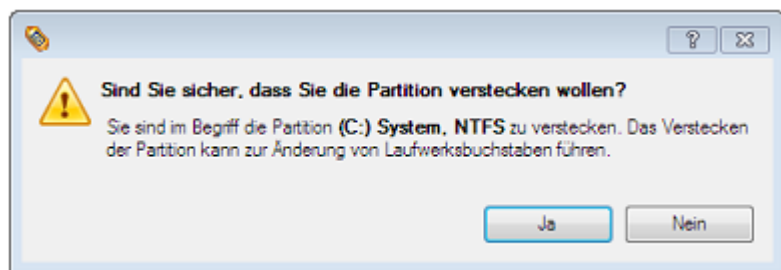 Sind Sie sicher, dass Sie die Partition verstecken wollen?
Sie sind im Begriff die Partition (C:) System, NTFS zu verstecken. Das Verstecken
der Partition kann zur Änderung von Laufwerksbuchstaben führen.
Ja Nein